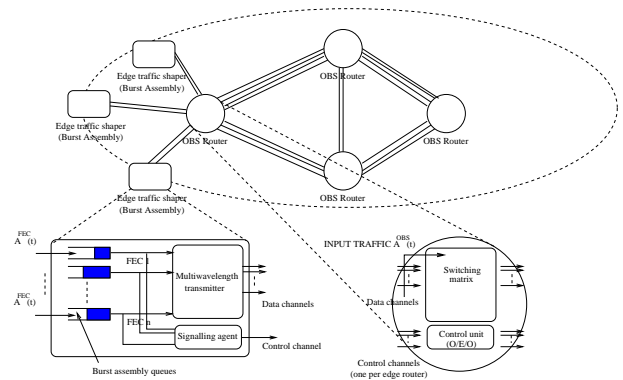 OBS Router
Edge traffic shaper
(Burst Assembly)
Edge traffic shaper
(Burst Assembly)
OBS Router
OBS Router
OBS Router
Edge traffic shaper
(Burst Assembly)
FEC
A (t)
FEC 1
Multiwavelength
transmitter
FEC
A (t)
Data channels
FEC n
Signalling agent
Control channel
Burst assembly queues
INPUT TRAFFIC A OBS (t)
Switching
matrix
Data channels
Control unit
(O/E/O)
Control channels
(one per edge router)